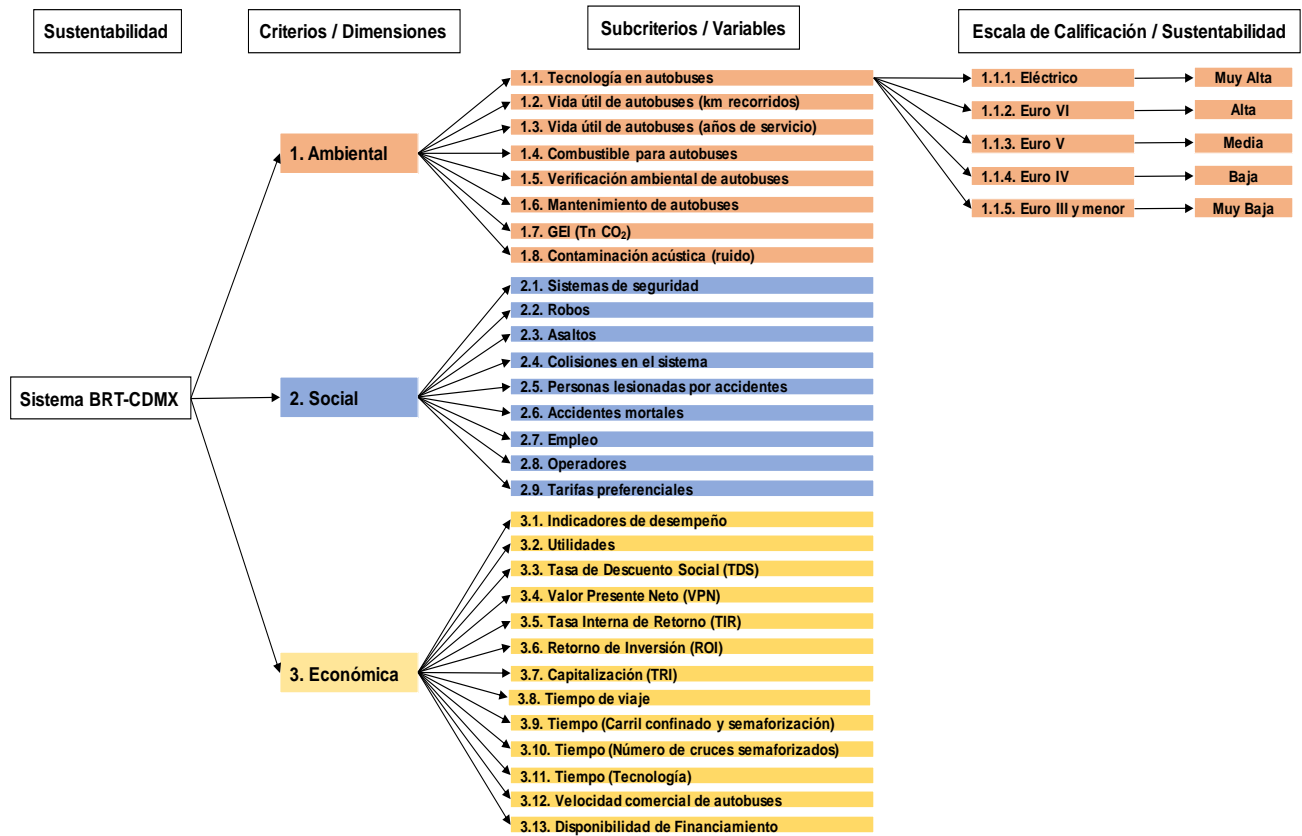 Sustentabilidad
Criterios / Dimensiones
Subcriterios / Variables
Escala de Calificación / Sustentabilidad
Sistema BRT-CDMX
1. Ambiental
1.1. Tecnología en autobuses
1.2. Vida útil de autobuses (km recorridos)
1.3. Vida útil de autobuses (años de servicio)
1.4. Combustible para autobuses
1.5. Verificación ambiental de autobuses
1.6. Mantenimiento de autobuses
1.7. GEI (Tn CO₂)
1.8. Contaminación acústica (ruido)
1.1.1. Eléctrico
Muy Alta
1.1.2. Euro VI
Alta
1.1.3. Euro V
Media
1.1.4. Euro IV
Baja
1.1.5. Euro III y menor
Muy Baja
2. Social
2.1. Sistemas de seguridad
2.2. Robos
2.3. Asaltos
2.4. Colisiones en el sistema
2.5. Personas lesionadas por accidentes
2.6. Accidentes mortales
2.7. Empleo
2.8. Operadores
2.9. Tarifas preferenciales
3. Económica
3.1. Indicadores de desempeño
3.2. Utilidades
3.3. Tasa de Descuento Social (TDS)
3.4. Valor Presente Neto (VPN)
3.5. Tasa Interna de Retorno (TIR)
3.6. Retorno de Inversión (ROI)
3.7. Capitalización (TRI)
3.8. Tiempo de viaje
3.9. Tiempo (Carril confinado y semaforización)
3.10. Tiempo (Número de cruces semaforizados)
3.11. Tiempo (Tecnología)
3.12. Velocidad comercial de autobuses
3.13. Disponibilidad de Financiamiento